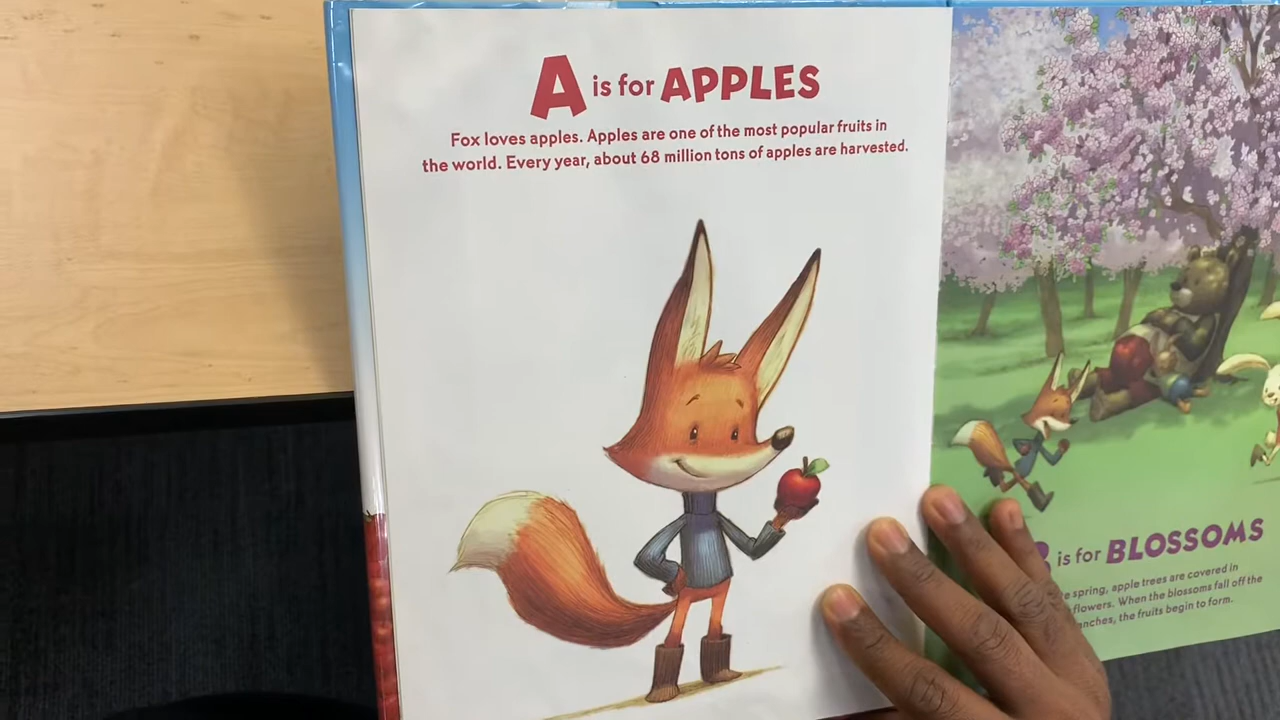 A is for APPLES
Fox loves apples. Apples are one of the most popular fruits in
the world. Every year, about 68 million tons of apples are harvested.
is for BLOSSOMS
spring, apple trees are covered in
flowers. When the blossoms fall off the
the fruits begin to form.